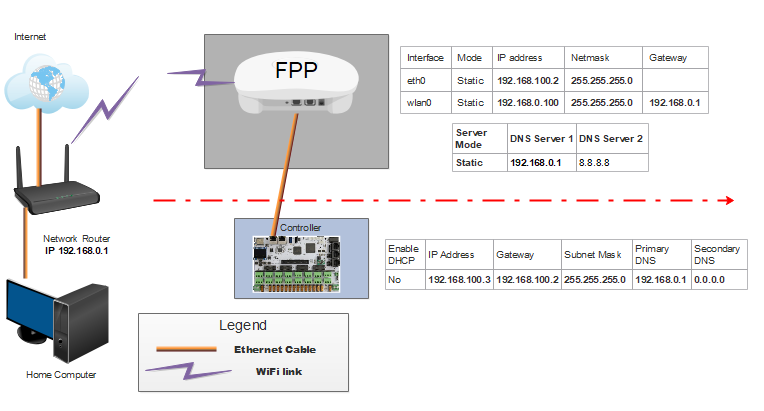 Internet
FPP
Interface Mode IP address Netmask Gateway
eth0 Static 192.168.100.2 255.255.255.0
wlan0 Static 192.168.0.100 255.255.255.0 192.168.0.1
Server
Mode DNS Server 1 DNS Server 2
Static 192.168.0.1 8.8.8.8
Network Router
IP 192.168.0.1
Controller
Enable
DHCP IP Address Gateway Subnet Mask Primary
DNS Secondary
DNS
No 192.168.100.3 192.168.100.2 255.255.255.0 192.168.0.1 0.0.0.0
Home Computer
Legend
Ethernet Cable
WiFi link